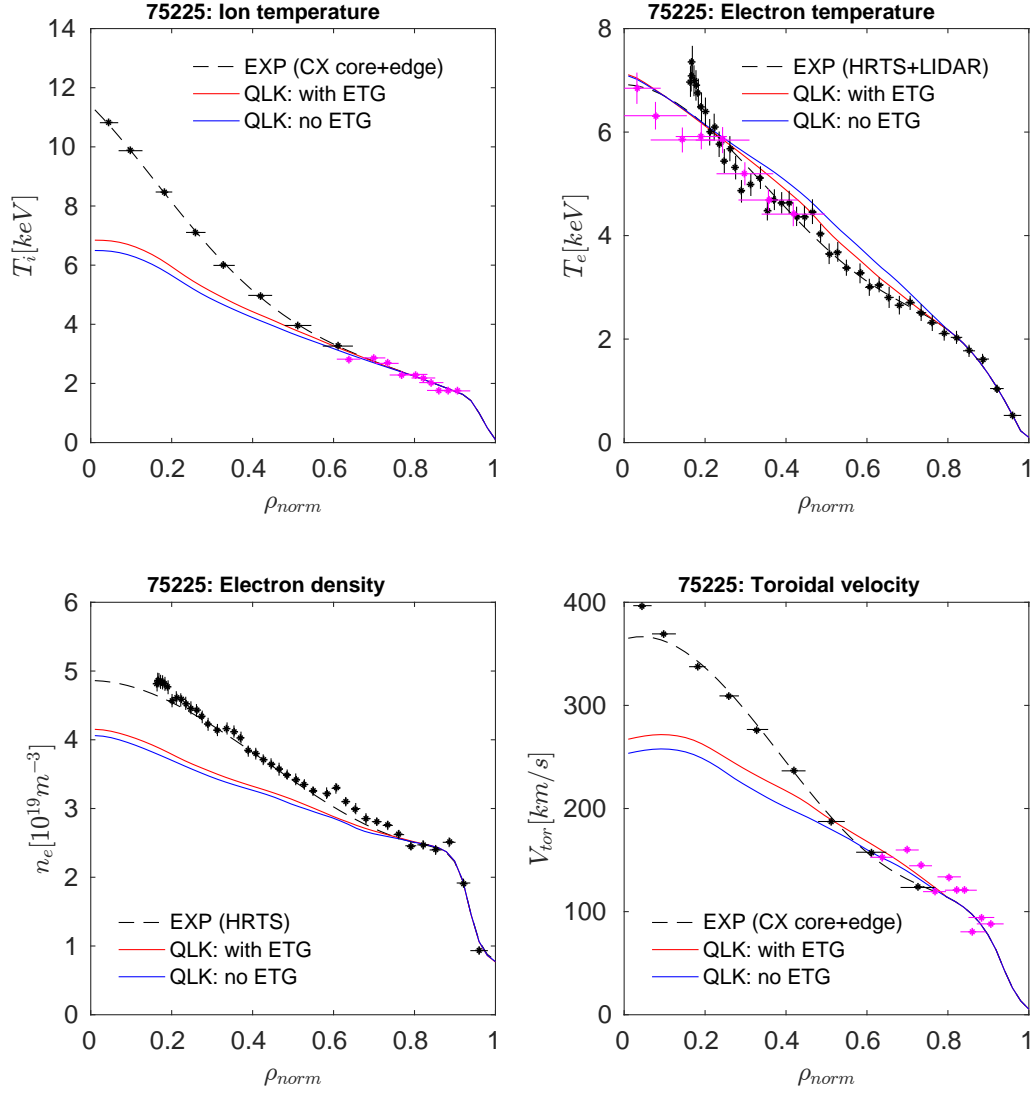 75225: Ion temperature
14
12
10
8
6
4
2
0
T_i[keV]
EXP (CX core+edge)
QLK: with ETG
QLK: no ETG
0 0.2 0.4 0.6 0.8 1
ρ_norm
75225: Electron temperature
8
6
4
2
0
T_e[keV]
EXP (HRTS+LIDAR)
QLK: with ETG
QLK: no ETG
0 0.2 0.4 0.6 0.8 1
ρ_norm
75225: Electron density
6
5
4
3
2
1
0
n_e[10^19 m^-3]
EXP (HRTS)
QLK: with ETG
QLK: no ETG
0 0.2 0.4 0.6 0.8 1
ρ_norm
75225: Toroidal velocity
400
300
200
100
0
V_tor[km/s]
EXP (CX core+edge)
QLK: with ETG
QLK: no ETG
0 0.2 0.4 0.6 0.8 1
ρ_norm